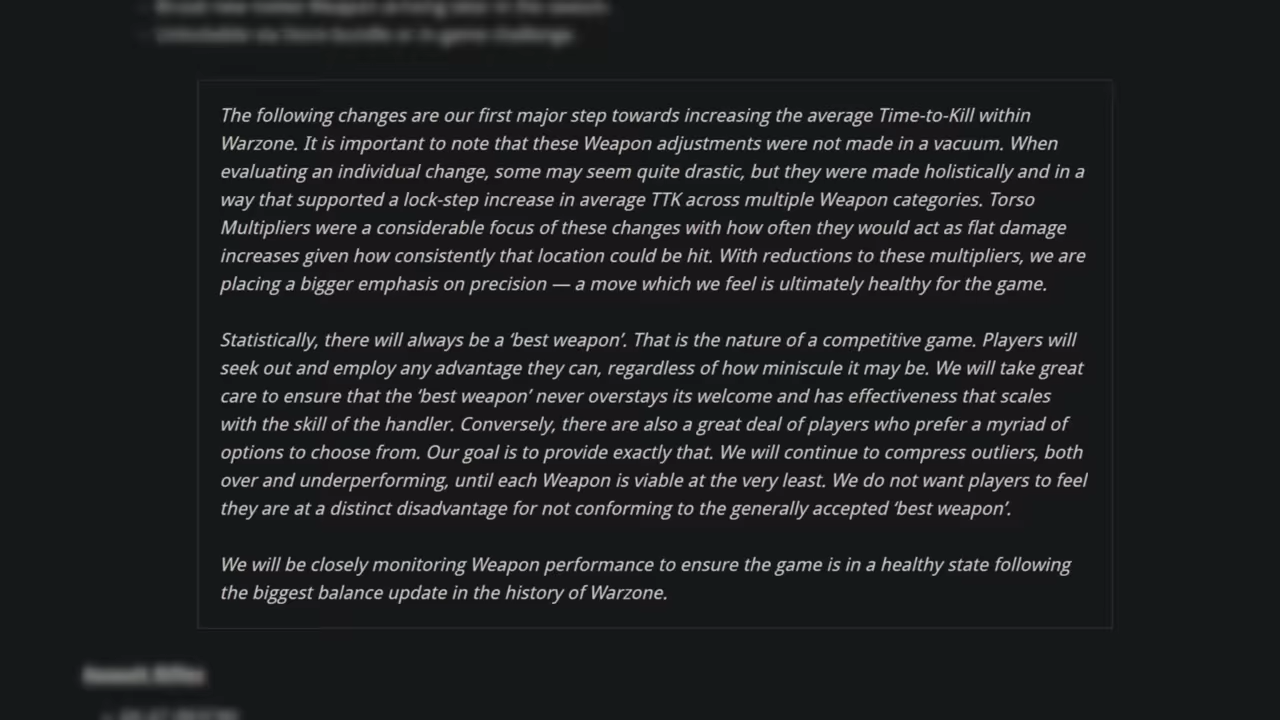 The following changes are our first major step towards increasing the average Time-to-Kill within
Warzone. It is important to note that these Weapon adjustments were not made in a vacuum. When
evaluating an individual change, some may seem quite drastic, but they were made holistically and in a
way that supported a lock-step increase in average TTK across multiple Weapon categories. Torso
Multipliers were a considerable focus of these changes with how often they would act as flat damage
increases given how consistently that location could be hit. With reductions to these multipliers, we are
placing a bigger emphasis on precision — a move which we feel is ultimately healthy for the game.
Statistically, there will always be a ‘best weapon’. That is the nature of a competitive game. Players will
seek out and employ any advantage they can, regardless of how miniscule it may be. We will take great
care to ensure that the ‘best weapon’ never overstays its welcome and has effectiveness that scales
with the skill of the handler. Conversely, there are also a great deal of players who prefer a myriad of
options to choose from. Our goal is to provide exactly that. We will continue to compress outliers, both
over and underperforming, until each Weapon is viable at the very least. We do not want players to feel
they are at a distinct disadvantage for not conforming to the generally accepted ‘best weapon’.
We will be closely monitoring Weapon performance to ensure the game is in a healthy state following
the biggest balance update in the history of Warzone.
Assault Rifles